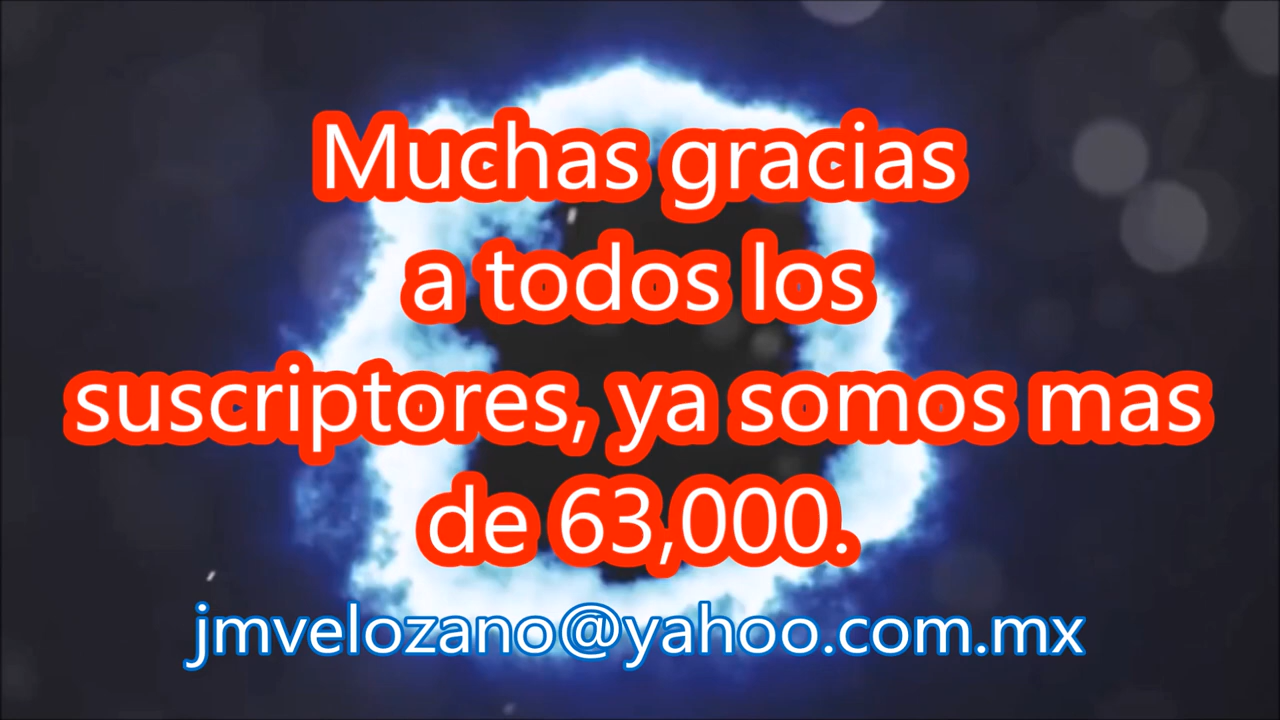 Muchas gracias
a todos los
suscriptores, ya somos mas
de 63,000.
jmvelozano@yahoo.com.mx